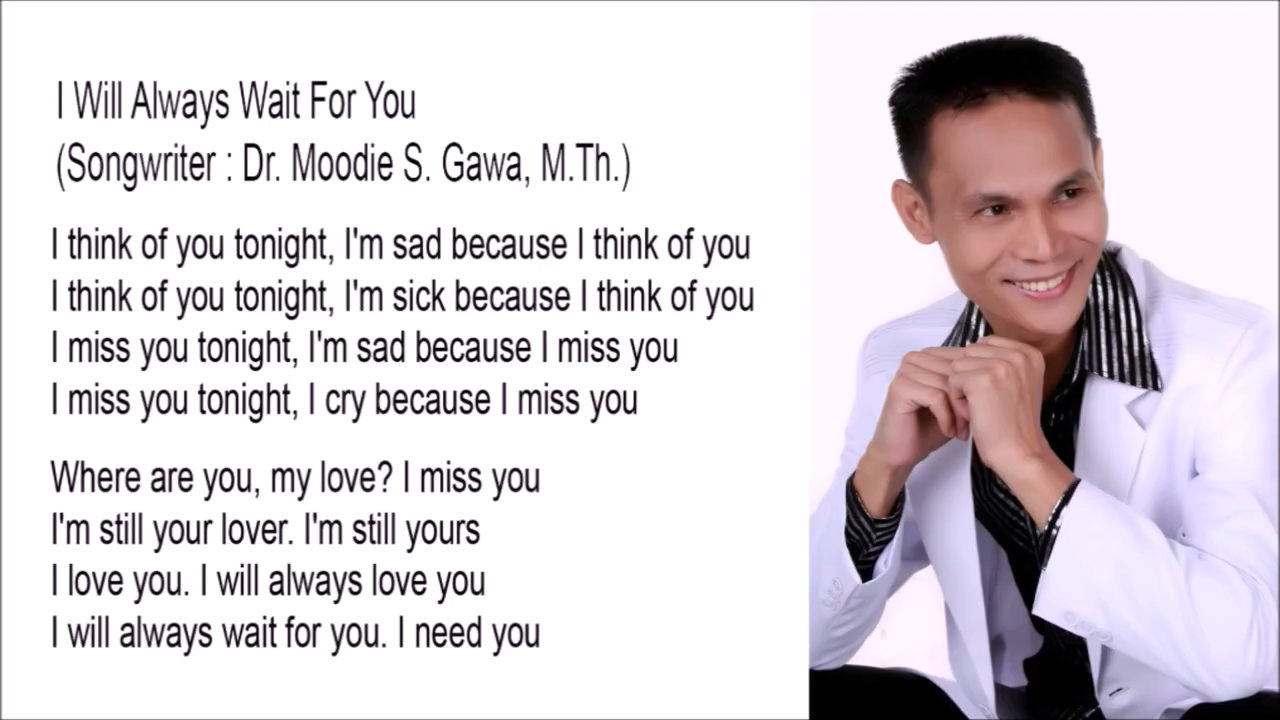 I Will Always Wait For You
(Songwriter : Dr. Moodie S. Gawa, M.Th.)
I think of you tonight, I'm sad because I think of you
I think of you tonight, I'm sick because I think of you
I miss you tonight, I'm sad because I miss you
I miss you tonight, I cry because I miss you
Where are you, my love? I miss you
I'm still your lover. I'm still yours
I love you. I will always love you
I will always wait for you. I need you